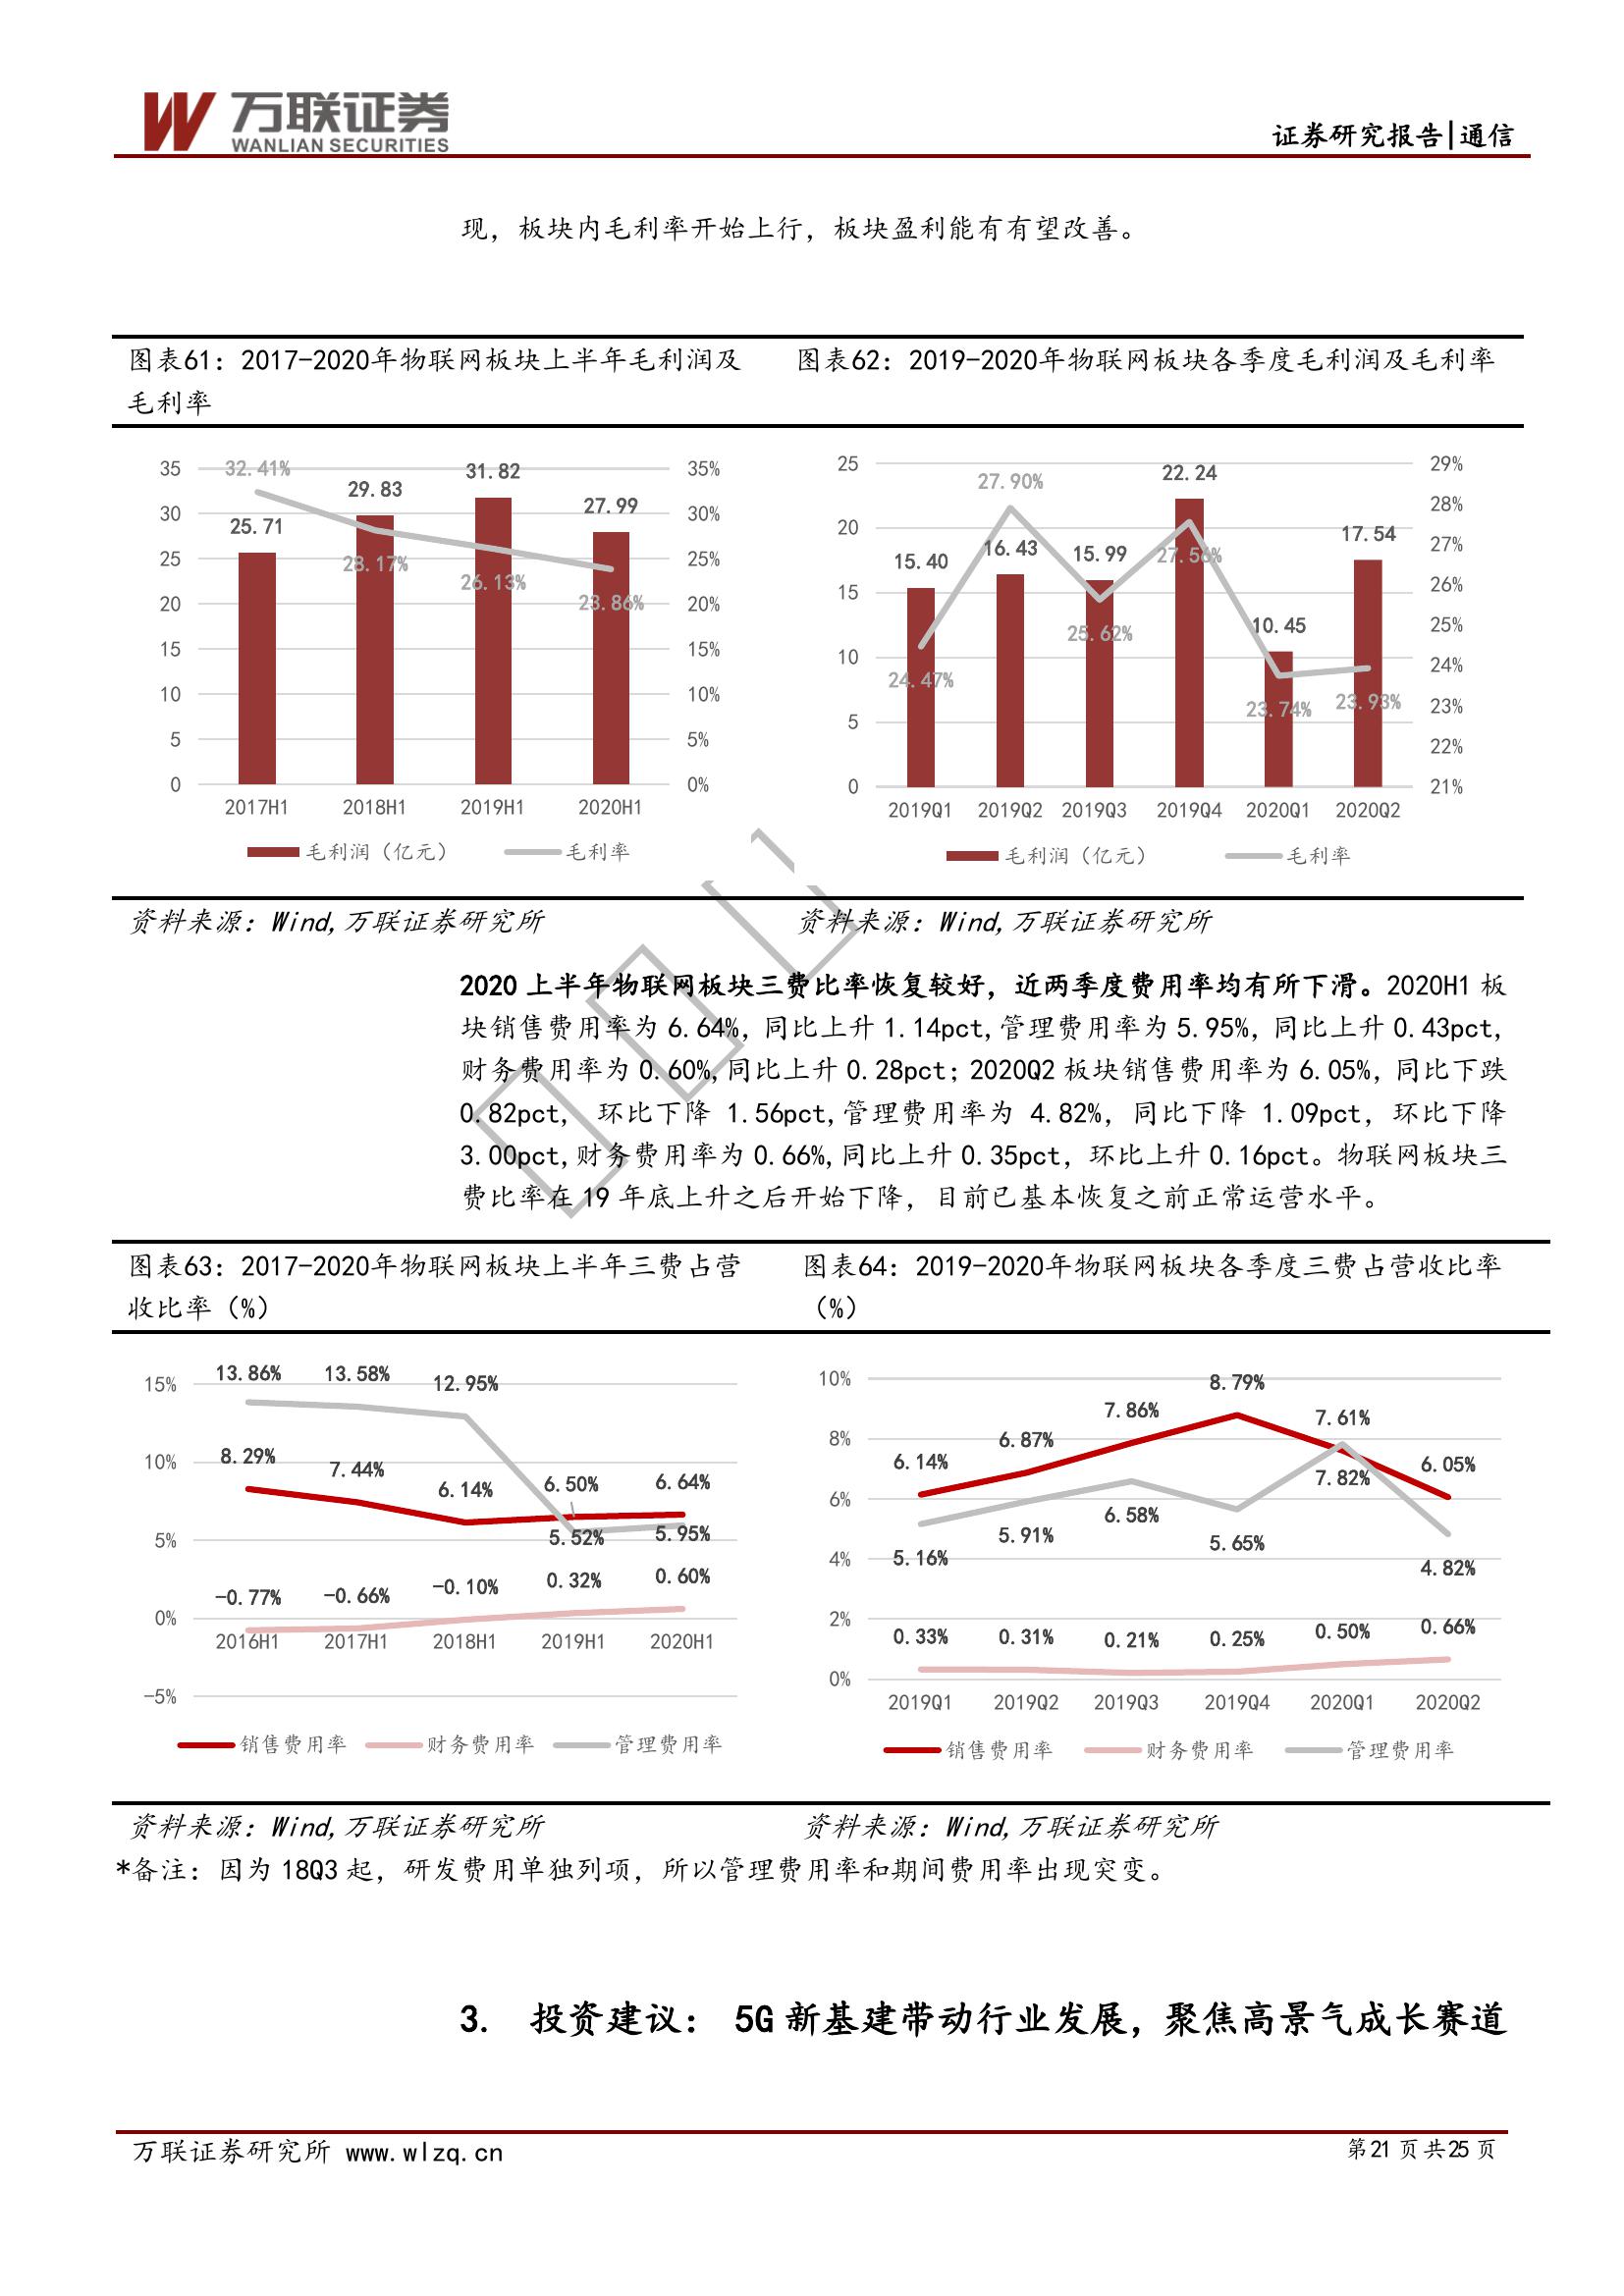 万联证券
WANLIAN SECURITIES
证券研究报告|通信
现，板块内毛利率开始上行，板块盈利能有有望改善。
图表61：2017-2020年物联网板块上半年毛利润及
毛利率
图表62：2019-2020年物联网板块各季度毛利润及毛利率
35
30
25
20
15
10
5
0
35%
30%
25%
20%
15%
10%
5%
0%
32.41%
28.17%
26.13%
23.86%
25.71
29.83
31.82
27.99
2017H1 2018H1 2019H1 2020H1
毛利润（亿元） 毛利率
25
20
15
10
5
0
29%
28%
27%
26%
25%
24%
23%
22%
21%
15.40
16.43
15.99
22.24
10.45
17.54
24.47%
27.90%
25.62%
27.56%
23.74%
23.93%
2019Q1 2019Q2 2019Q3 2019Q4 2020Q1 2020Q2
毛利润（亿元） 毛利率
资料来源：Wind,万联证券研究所
资料来源：Wind,万联证券研究所
2020 上半年物联网板块三费比率恢复较好，近两季度费用率均有所下滑。2020H1 板
块销售费用率为 6.64%，同比上升 1.14pct,管理费用率为 5.95%，同比上升 0.43pct，
财务费用率为 0.60%,同比上升 0.28pct；2020Q2 板块销售费用率为 6.05%，同比下跌
0.82pct， 环比下降 1.56pct,管理费用率为 4.82%，同比下降 1.09pct，环比下降
3.00pct,财务费用率为 0.66%,同比上升 0.35pct，环比上升 0.16pct。物联网板块三
费比率在 19 年底上升之后开始下降，目前已基本恢复之前正常运营水平。
图表63：2017-2020年物联网板块上半年三费占营
收比率（%）
图表64：2019-2020年物联网板块各季度三费占营收比率
（%）
15%
10%
5%
0%
-5%
13.86% 13.58% 12.95% 5.52% 5.95%
8.29% 7.44% 6.14% 6.50% 6.64%
-0.77% -0.66% -0.10% 0.32% 0.60%
2016H1 2017H1 2018H1 2019H1 2020H1
销售费用率 财务费用率 管理费用率
10%
8%
6%
4%
2%
0%
6.14% 6.87% 7.86% 8.79% 7.61% 6.05%
5.16% 5.91% 6.58% 5.65% 7.82% 4.82%
0.33% 0.31% 0.21% 0.25% 0.50% 0.66%
2019Q1 2019Q2 2019Q3 2019Q4 2020Q1 2020Q2
销售费用率 财务费用率 管理费用率
资料来源：Wind,万联证券研究所
资料来源：Wind,万联证券研究所
*备注：因为 18Q3 起，研发费用单独列项，所以管理费用率和期间费用率出现突变。
3. 投资建议： 5G 新基建带动行业发展，聚焦高景气成长赛道
万联证券研究所 www.wlzq.cn
第21 页共25 页